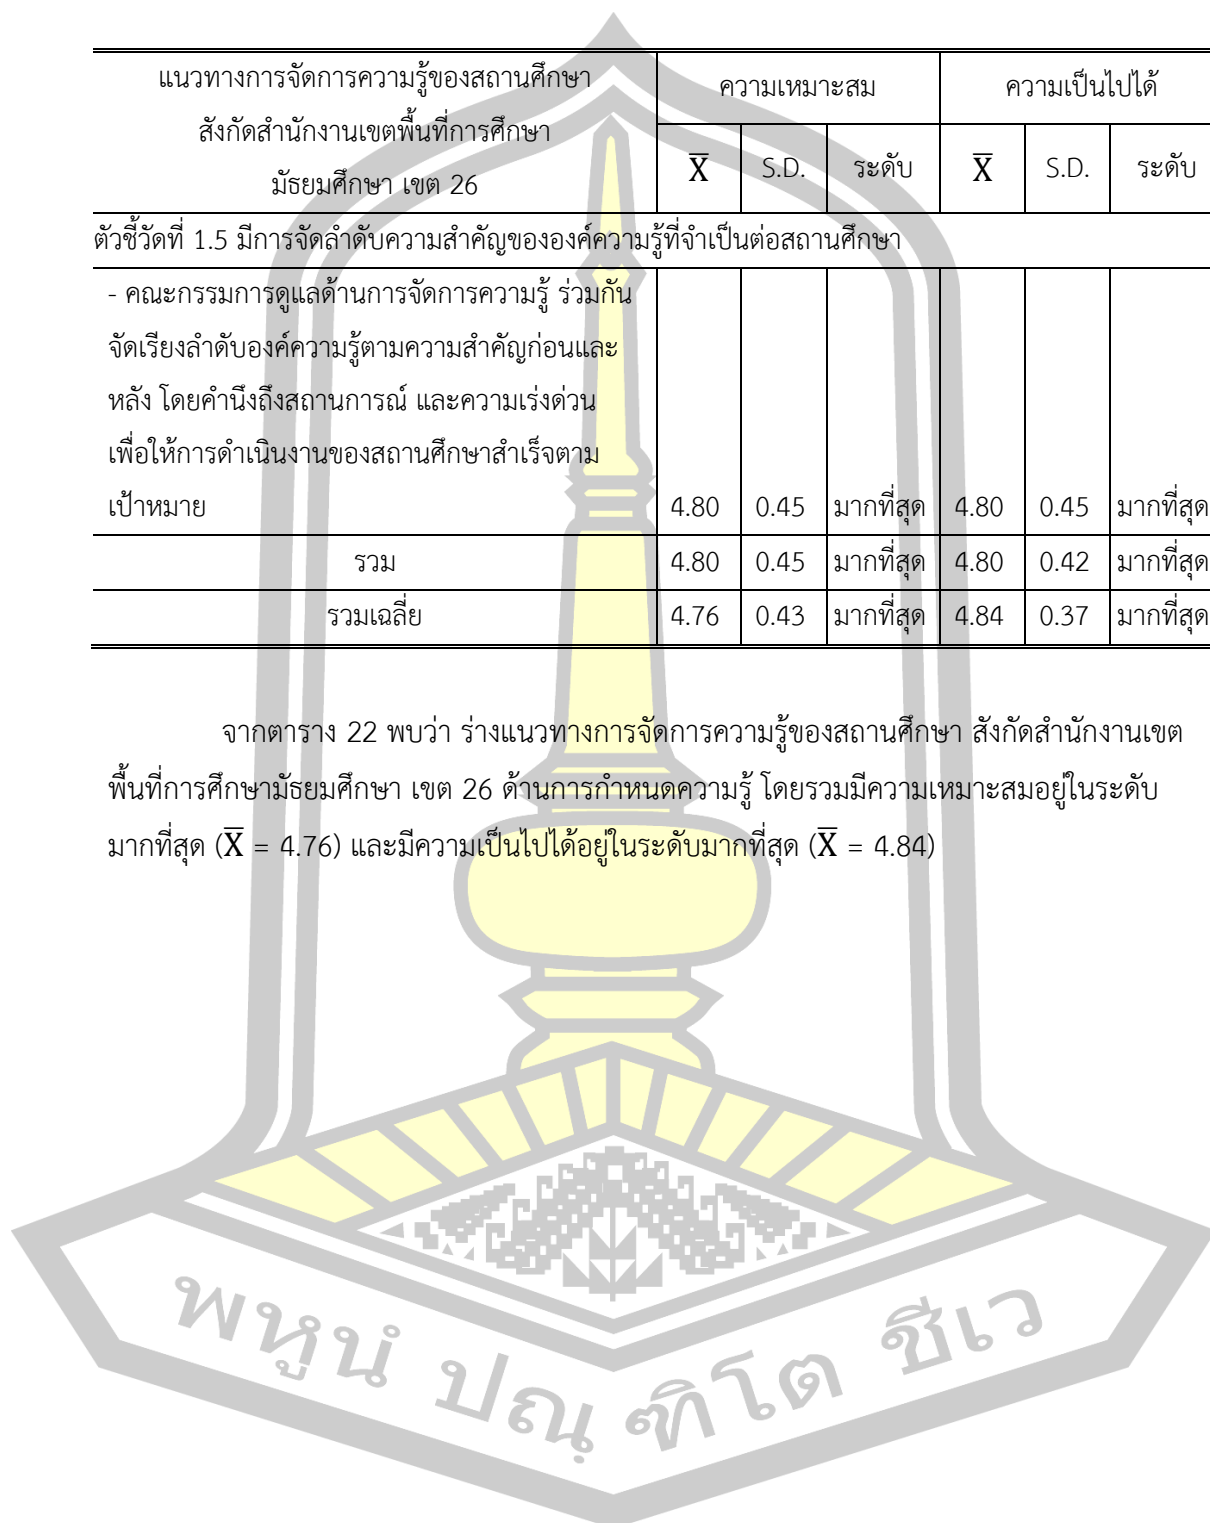 แนวทางการจัดการความรู้ของสถานศึกษา
สังกัดสำนักงานเขตพื้นที่การศึกษา
มัธยมศึกษา เขต 26
ความเหมาะสม ความเป็นไปได้
X̅ S.D. ระดับ X̅ S.D. ระดับ
ตัวชี้วัดที่ 1.5 มีการจัดลำดับความสำคัญขององค์ความรู้ที่จำเป็นต่อสถานศึกษา
- คณะกรรมการดูแลด้านการจัดการความรู้ ร่วมกัน
จัดเรียงลำดับองค์ความรู้ตามความสำคัญก่อนและ
หลัง โดยคำนึงถึงสถานการณ์ และความเร่งด่วน
เพื่อให้การดำเนินงานของสถานศึกษาสำเร็จตาม
เป้าหมาย 4.80 0.45 มากที่สุด 4.80 0.45 มากที่สุด
รวม 4.80 0.45 มากที่สุด 4.80 0.42 มากที่สุด
รวมเฉลี่ย 4.76 0.43 มากที่สุด 4.84 0.37 มากที่สุด
จากตาราง 22 พบว่า ร่างแนวทางการจัดการความรู้ของสถานศึกษา สังกัดสำนักงานเขต
พื้นที่การศึกษามัธยมศึกษา เขต 26 ด้านการกำหนดความรู้ โดยรวมมีความเหมาะสมอยู่ในระดับ
มากที่สุด (X̅ = 4.76) และมีความเป็นไปได้อยู่ในระดับมากที่สุด (X̅ = 4.84)
พหูนํ ปณฺฑิโต ชีเว